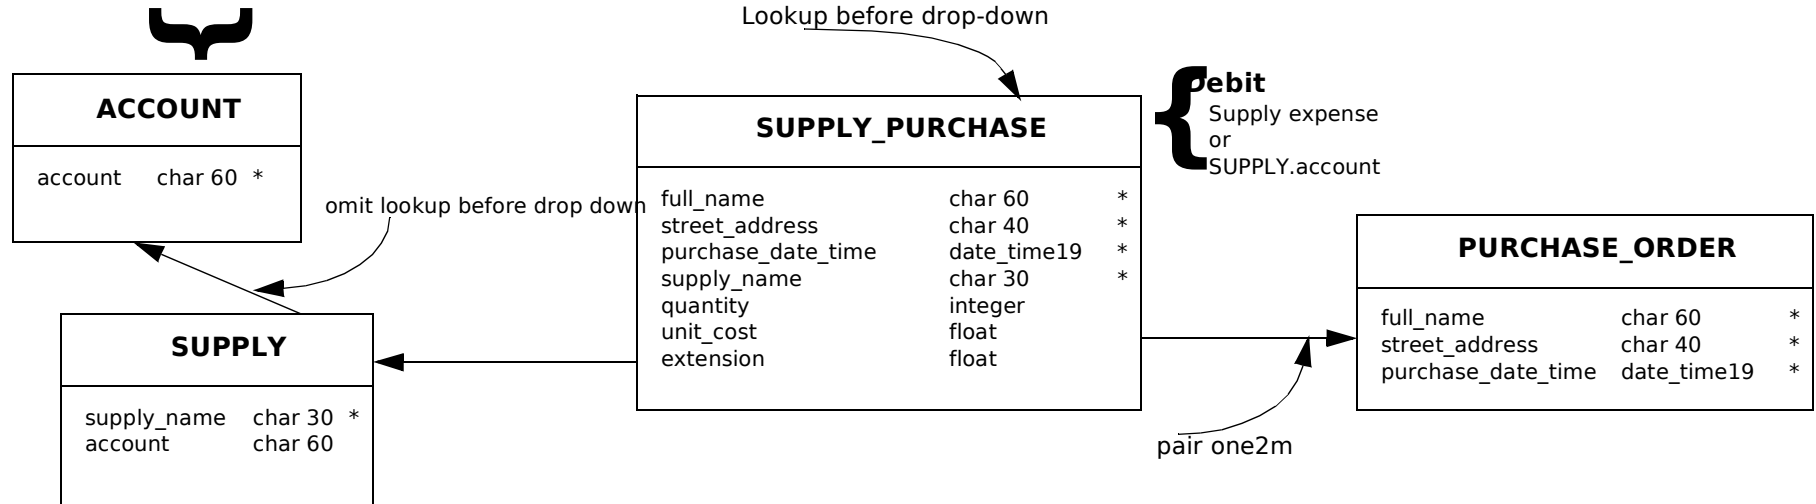 Lookup before drop-down
ACCOUNT
account char 60 *
omit lookup before drop down
SUPPLY_PURCHASE
full_name char 60 *
street_address char 40 *
purchase_date_time date_time19 *
supply_name char 30 *
quantity integer
unit_cost float
extension float
Debit
Supply expense
or
SUPPLY.account
PURCHASE_ORDER
full_name char 60 *
street_address char 40 *
purchase_date_time date_time19 *
SUPPLY
supply_name char 30 *
account char 60
pair one2m